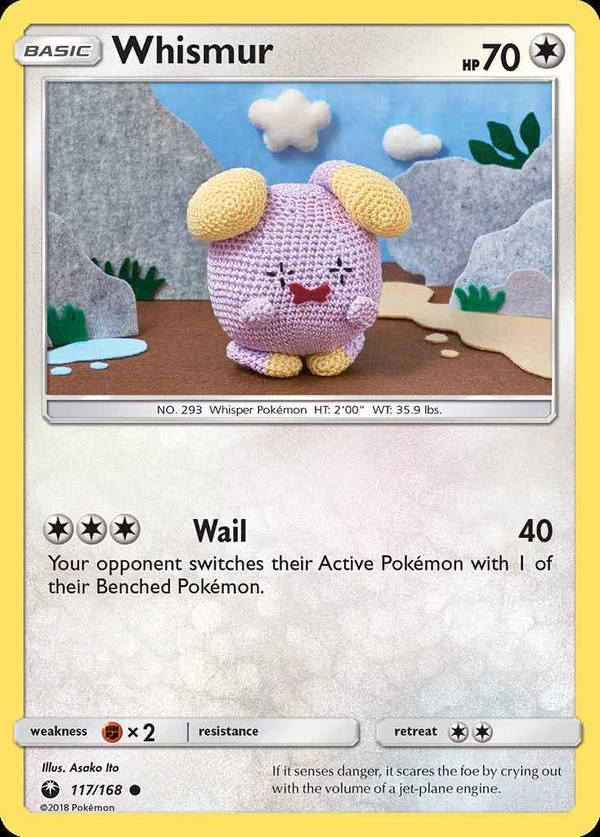 BASIC Whismur HP 70
NO. 293 Whisper Pokémon HT: 2'00" WT: 35.9 lbs.
Wail 40
Your opponent switches their Active Pokémon with 1 of
their Benched Pokémon.
weakness ×2 resistance retreat
Illus. Asako Ito
117/168
©2018 Pokémon
If it senses danger, it scares the foe by crying out
with the volume of a jet-plane engine.